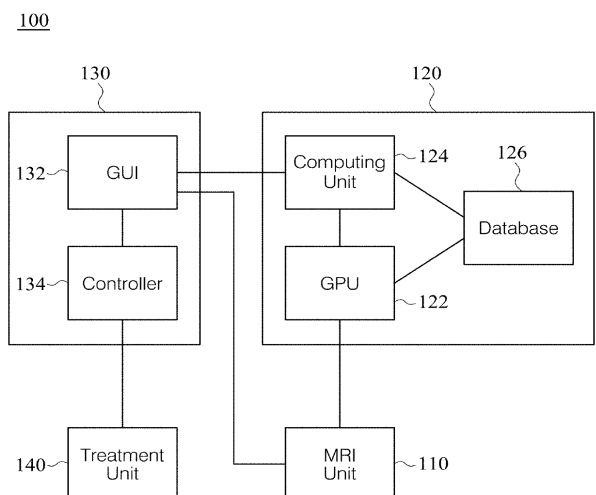 100
130
120
132
GUI
Computing
Unit
124
126
Database
134
Controller
GPU
122
140
Treatment
Unit
MRI
Unit
110